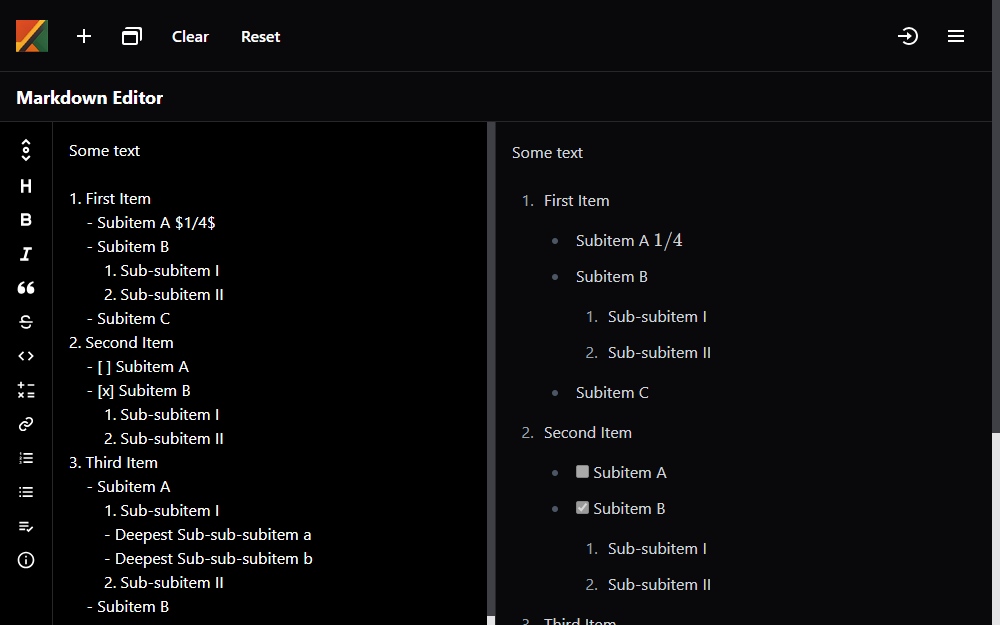 Clear Reset
Markdown Editor
Some text
1. First Item
- Subitem A $1/4$
- Subitem B
1. Sub-subitem I
2. Sub-subitem II
- Subitem C
2. Second Item
- [ ] Subitem A
- [x] Subitem B
1. Sub-subitem I
2. Sub-subitem II
3. Third Item
- Subitem A
1. Sub-subitem I
- Deepest Sub-sub-subitem a
- Deepest Sub-sub-subitem b
2. Sub-subitem II
- Subitem B
Some text
1. First Item
• Subitem A 1/4
• Subitem B
1. Sub-subitem I
2. Sub-subitem II
• Subitem C
2. Second Item
• Subitem A
• Subitem B
1. Sub-subitem I
2. Sub-subitem II
3. Third Item